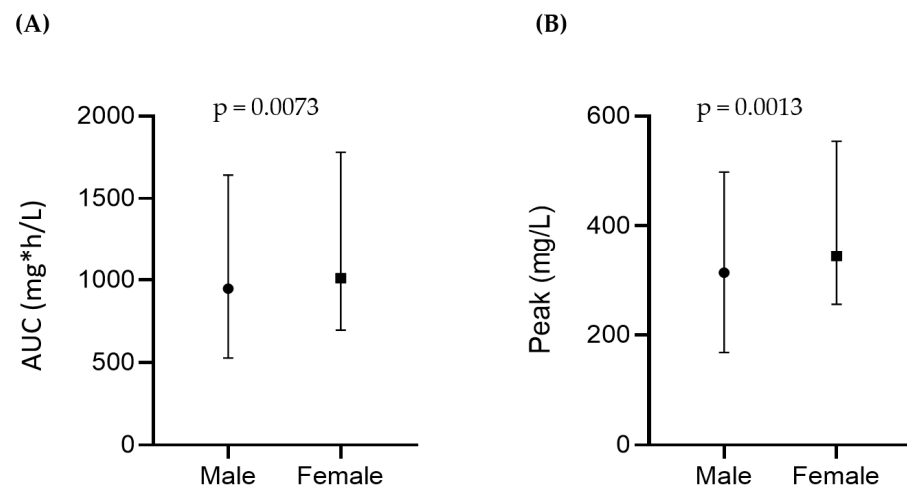 (A)
p = 0.0073
AUC (mg*h/L)
2000
1500
1000
500
0
Male Female
(B)
p = 0.0013
Peak (mg/L)
600
400
200
0
Male Female